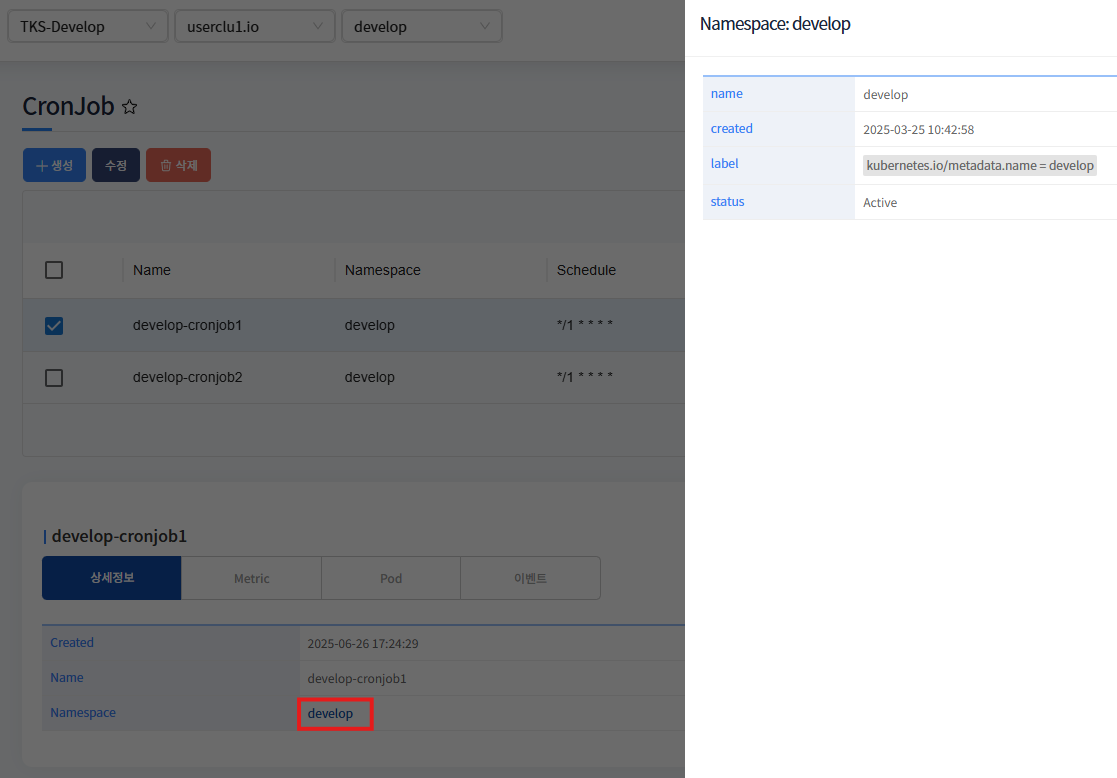 TKS-Develop userclu1.io develop
CronJob
생성 수정 삭제
Name Namespace Schedule
develop-cronjob1 develop */1 * * * *
develop-cronjob2 develop */1 * * * *
develop-cronjob1
상세정보 Metric Pod 이벤트
Created 2025-06-26 17:24:29
Name develop-cronjob1
Namespace develop
Namespace: develop
name develop
created 2025-03-25 10:42:58
label kubernetes.io/metadata.name = develop
status Active